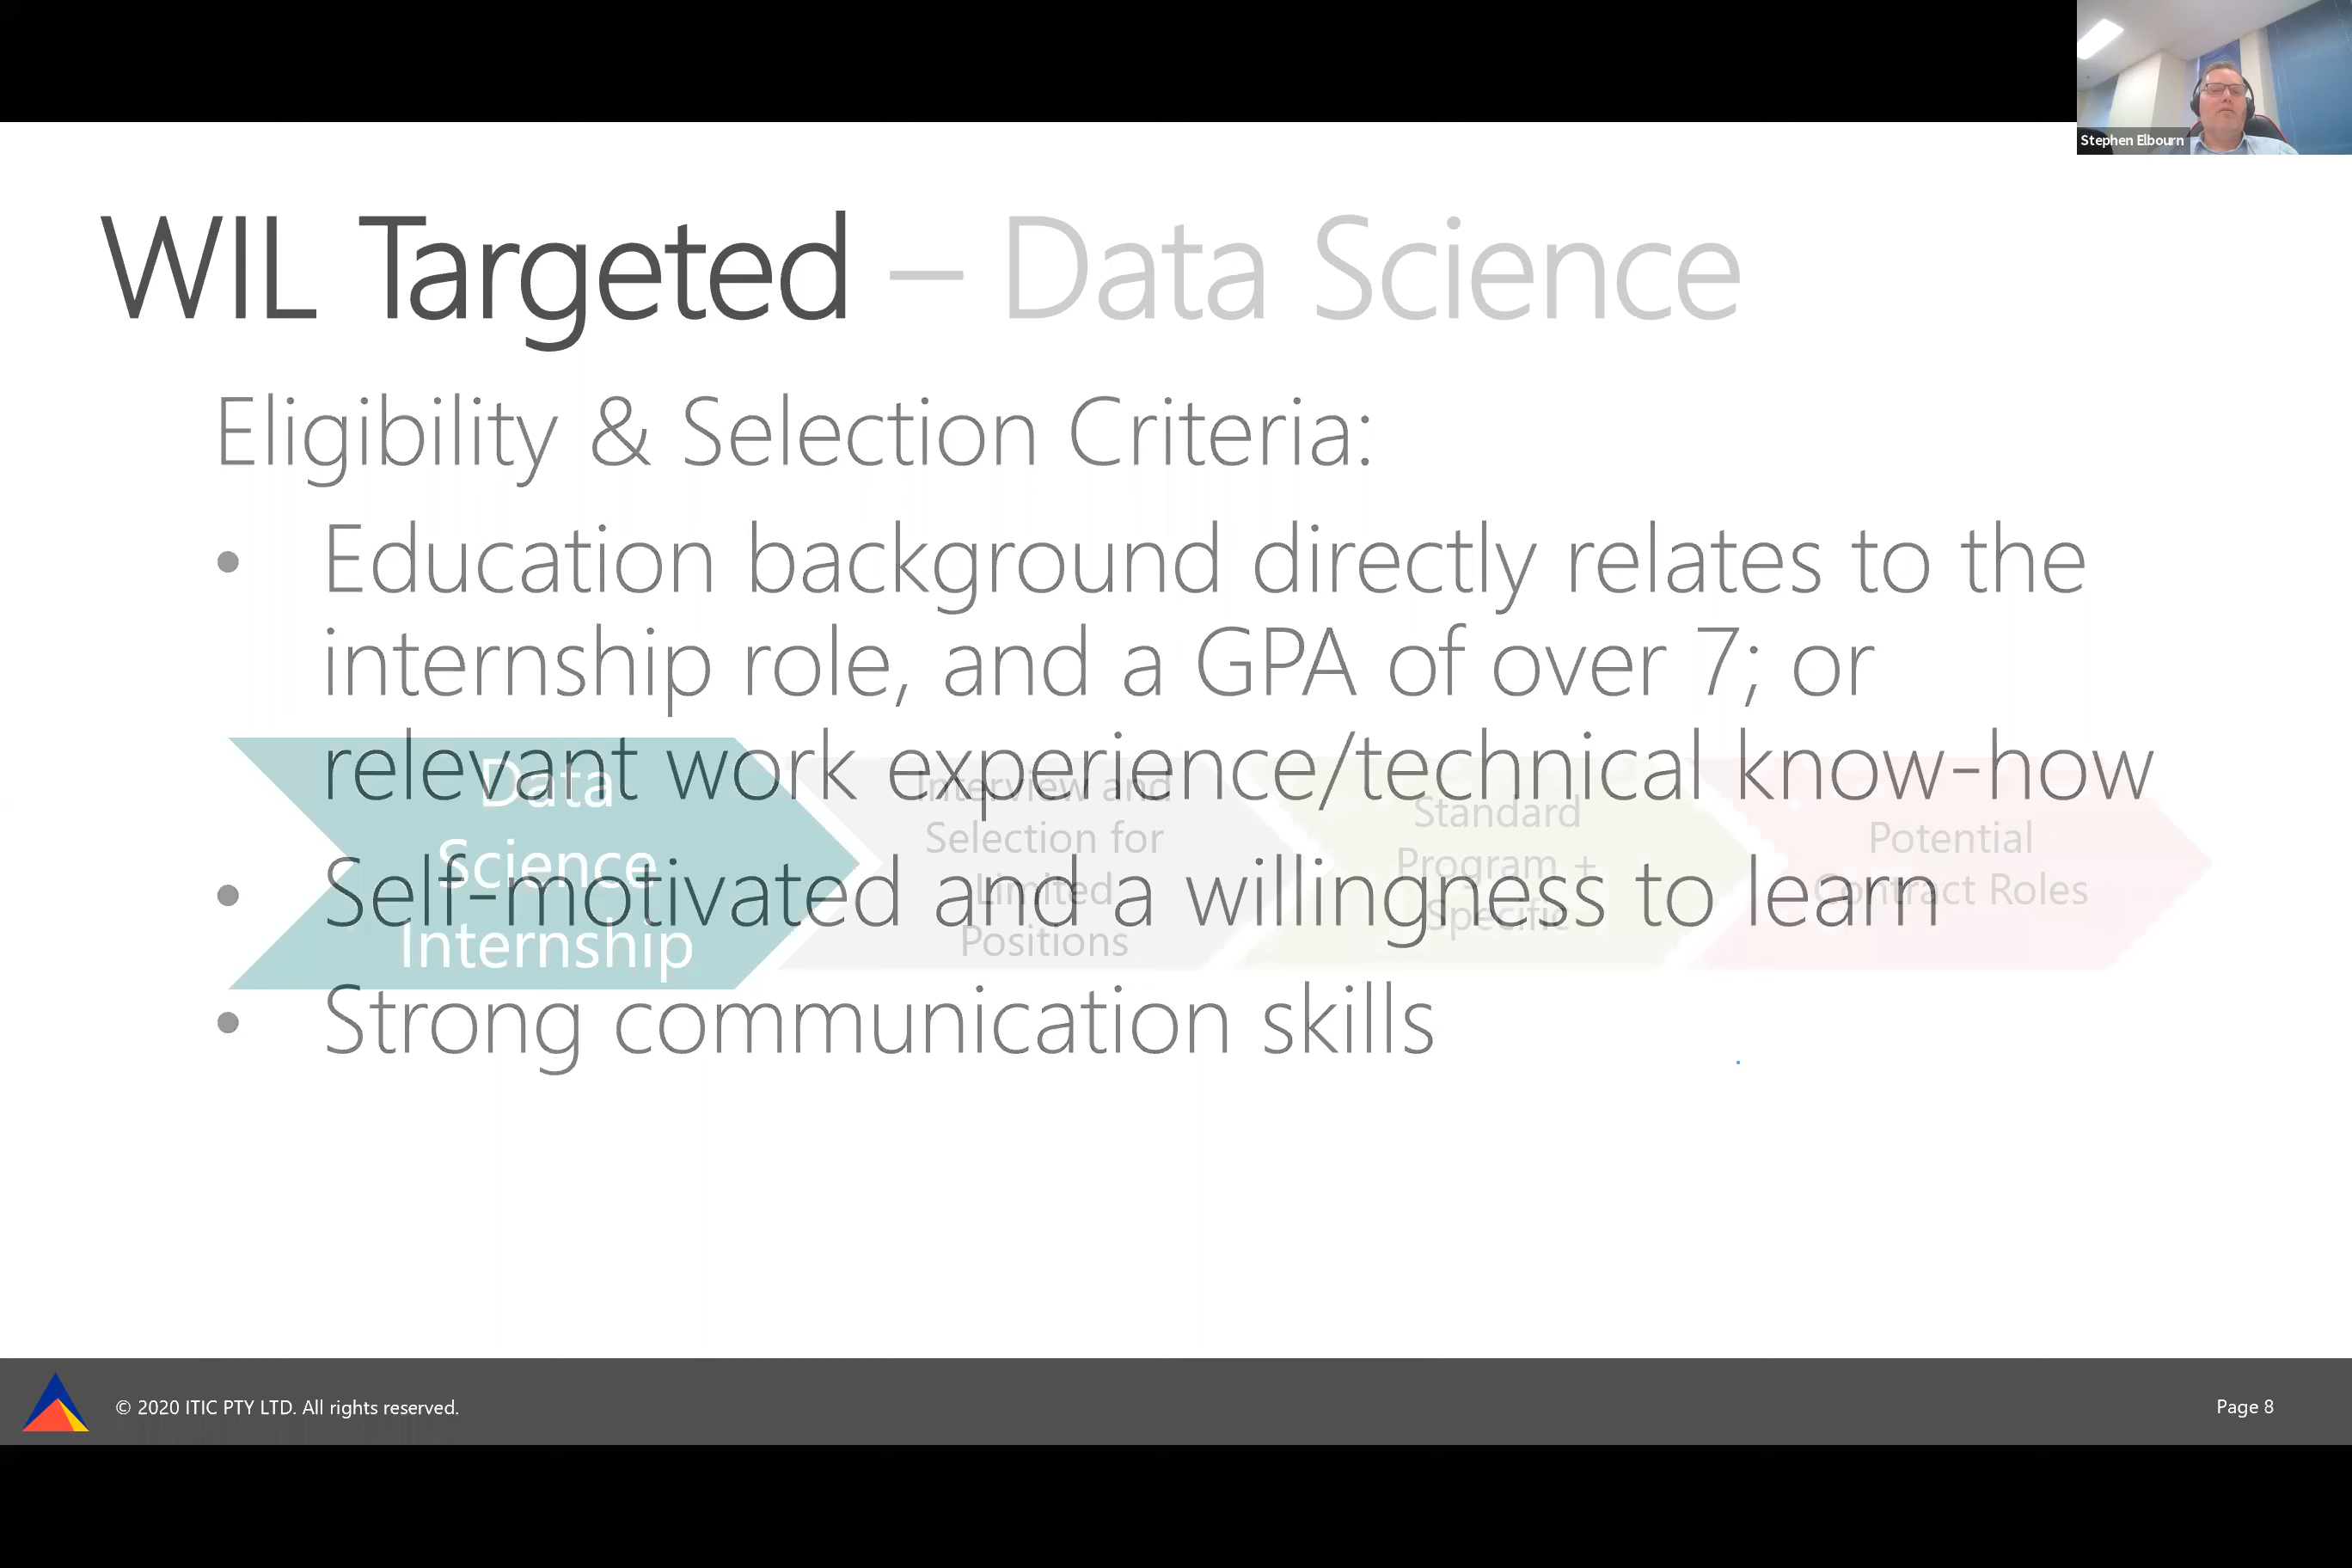 Stephen Elbourn
WIL Targeted – Data Science
Eligibility & Selection Criteria:
• Education background directly relates to the
internship role, and a GPA of over 7; or
relevant work experience/technical know-how
• Self-motivated and a willingness to learn
• Strong communication skills
Data
Science
Internship
Interview and
Selection for
Limited
Positions
Standard
Program +
Specific
Potential
Contract Roles
© 2020 ITIC PTY LTD. All rights reserved.
Page 8